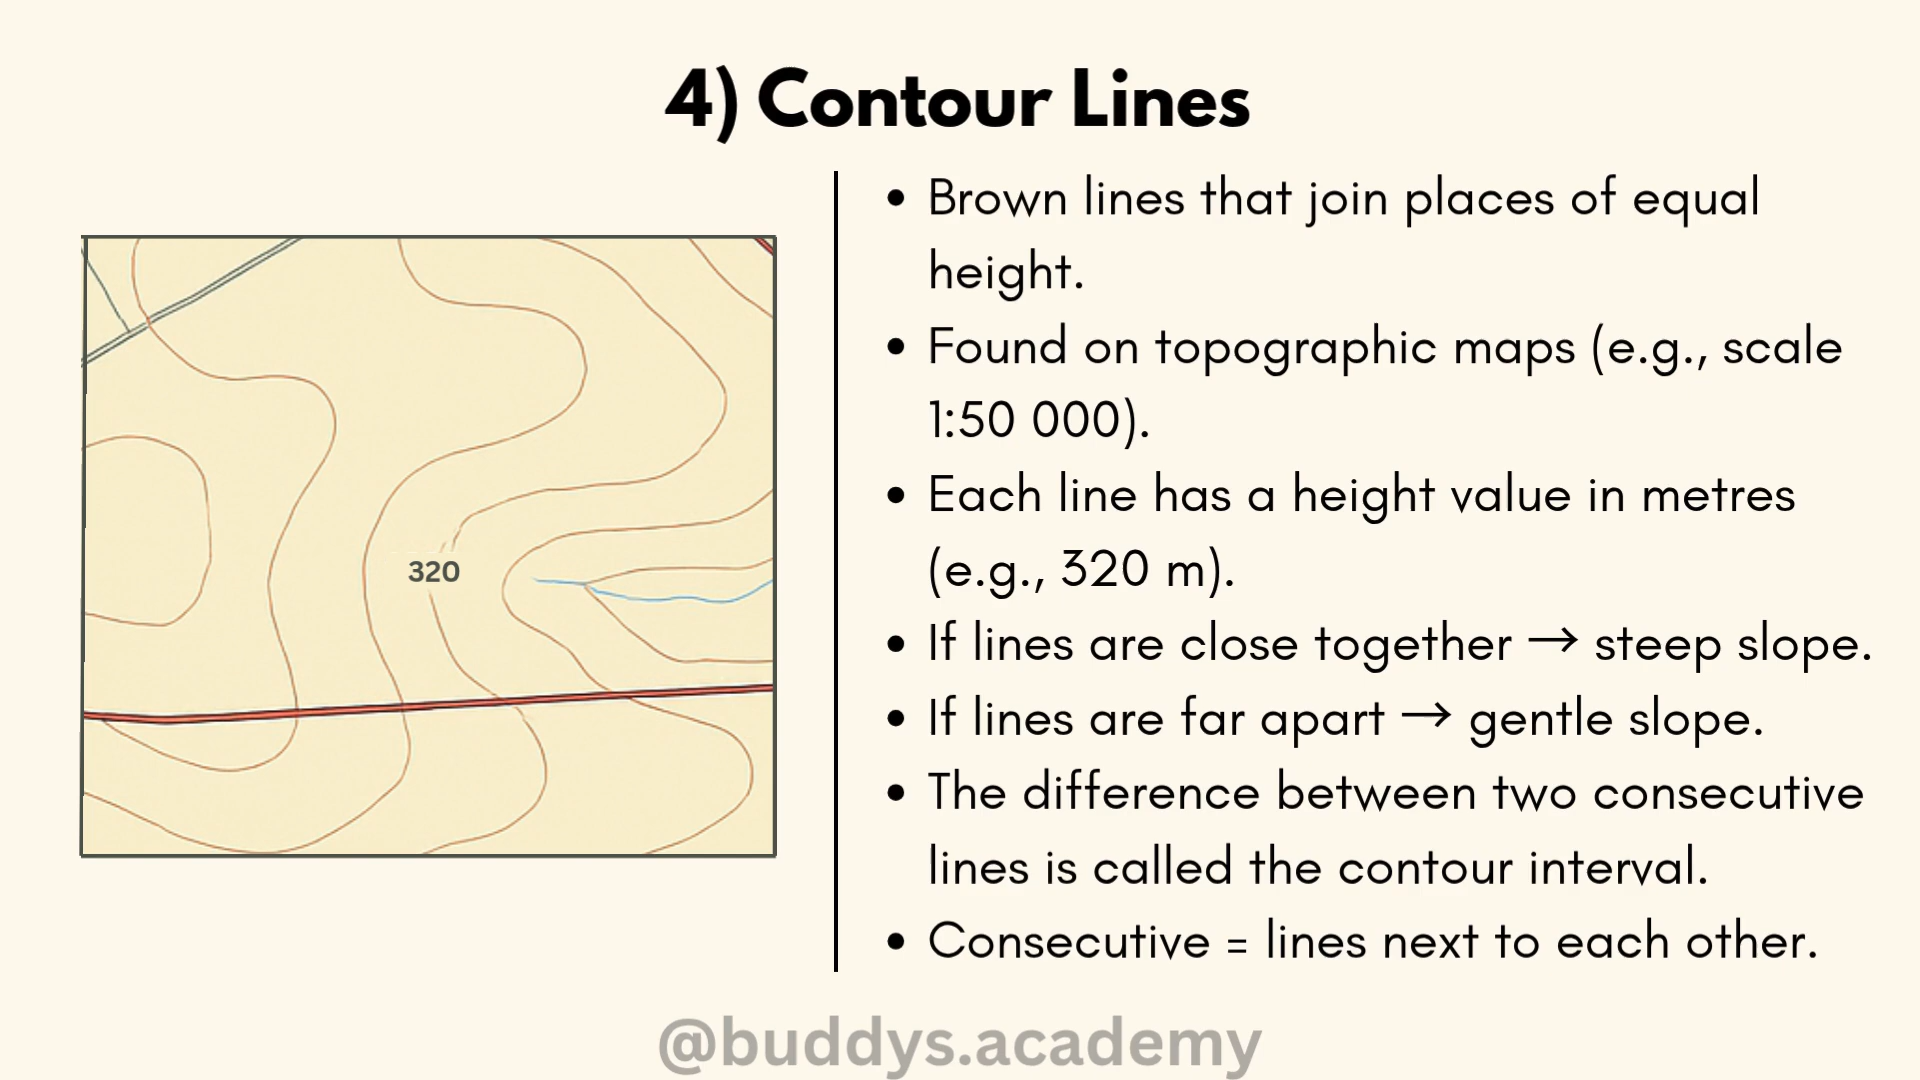 4) Contour Lines
320
• Brown lines that join places of equal
height.
• Found on topographic maps (e.g., scale
1:50 000).
• Each line has a height value in metres
(e.g., 320 m).
• If lines are close together → steep slope.
• If lines are far apart → gentle slope.
• The difference between two consecutive
lines is called the contour interval.
• Consecutive = lines next to each other.
@buddys.academy